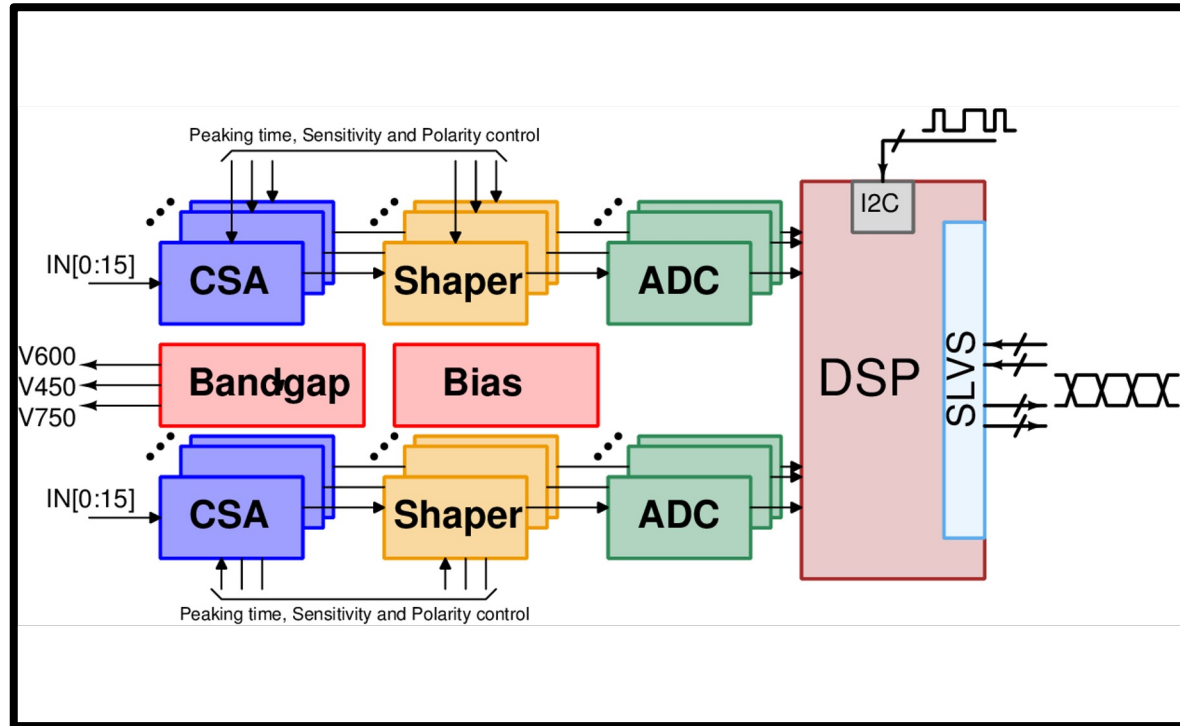 Peaking time, Sensitivity and Polarity control
I2C
IN[0:15]
CSA
Shaper
ADC
V600
V450
V750
Bandgap
Bias
DSP
SLVS
IN[0:15]
CSA
Shaper
ADC
Peaking time, Sensitivity and Polarity control